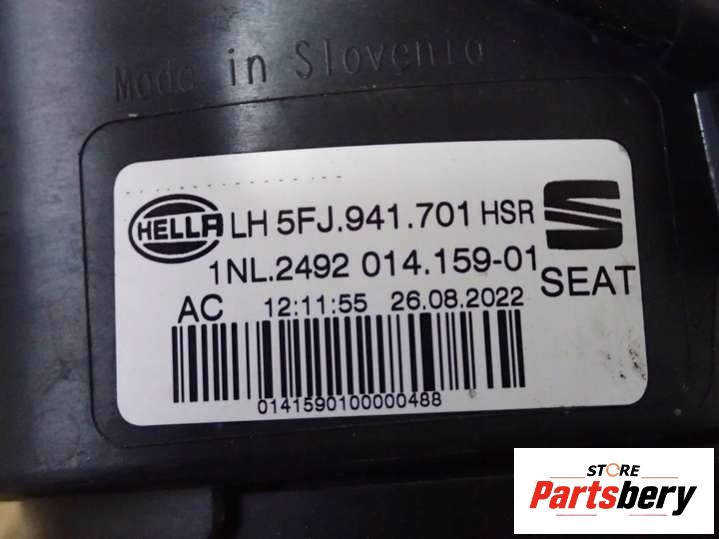 Made in Slovenia
HELLA LH 5FJ.941.701 HSR
1NL.2492 014.159-01
SEAT
AC 12:11:55 26.08.2022
0141590100000488
STORE
Partsbery